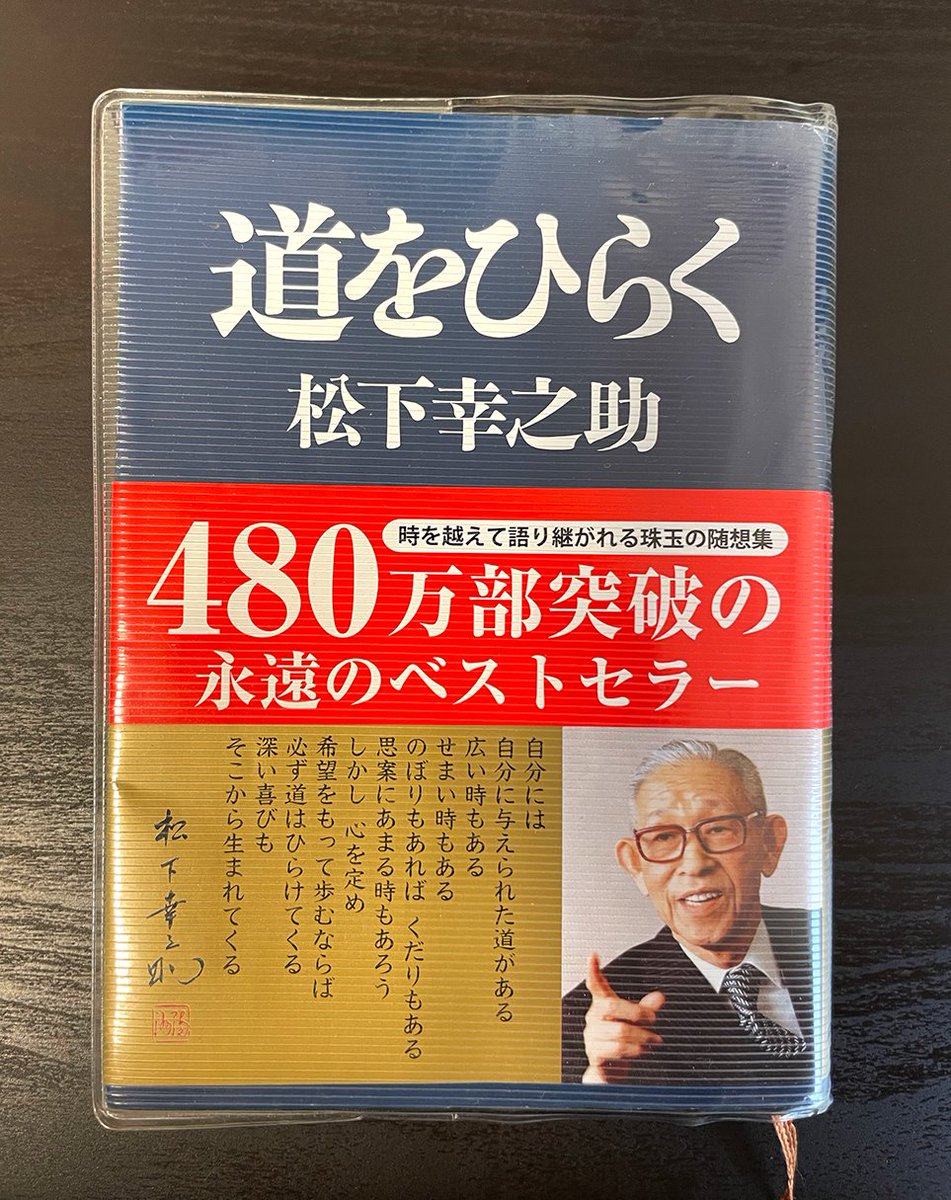 道をひらく
松下幸之助
時を越えて語り継がれる珠玉の随想集
480万部突破の
永遠のベストセラー
自分には
自分に与えられた道がある
広い時もある
せまい時もある
のぼりもあれば くだりもある
思案にあまる時もあろう
しかし 心を定め
希望をもって歩むならば
必ず道はひらけてくる
深い喜びも
そこから生まれてくる
松下幸之助